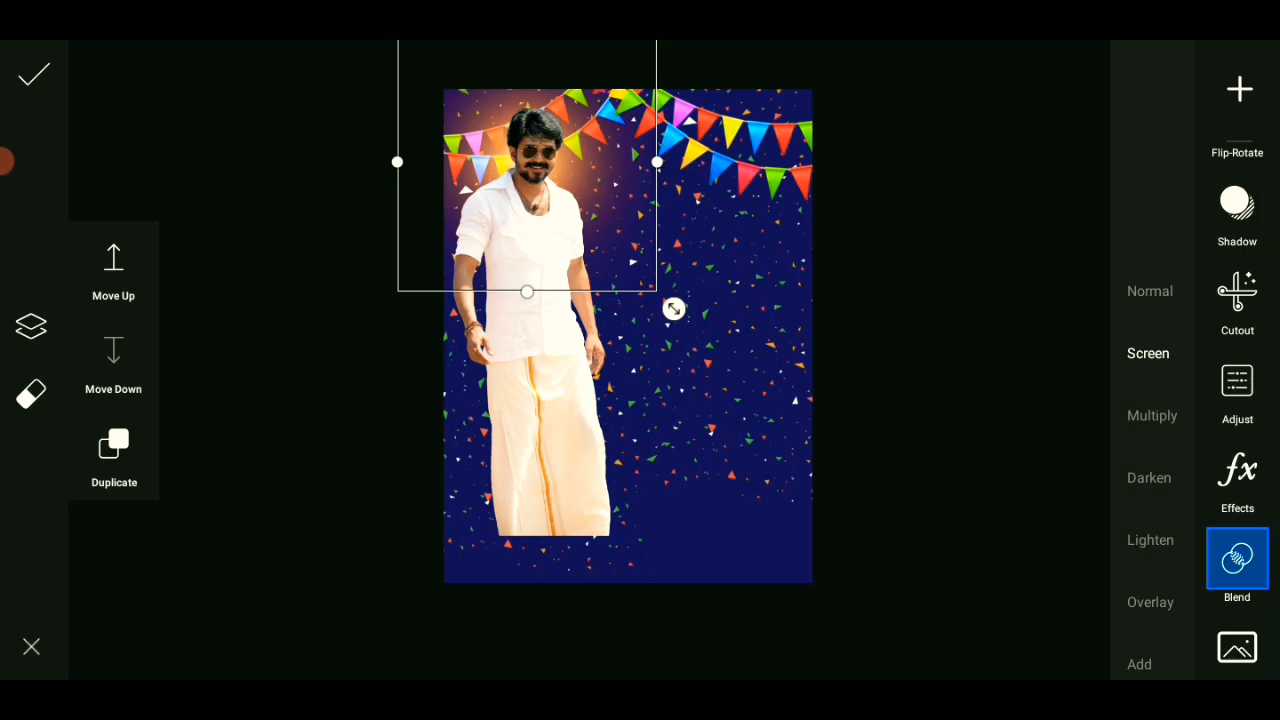 Move Up
Move Down
Duplicate
Normal
Screen
Multiply
Darken
Lighten
Overlay
Add
Flip-Rotate
Shadow
Cutout
Adjust
fx
Effects
Blend